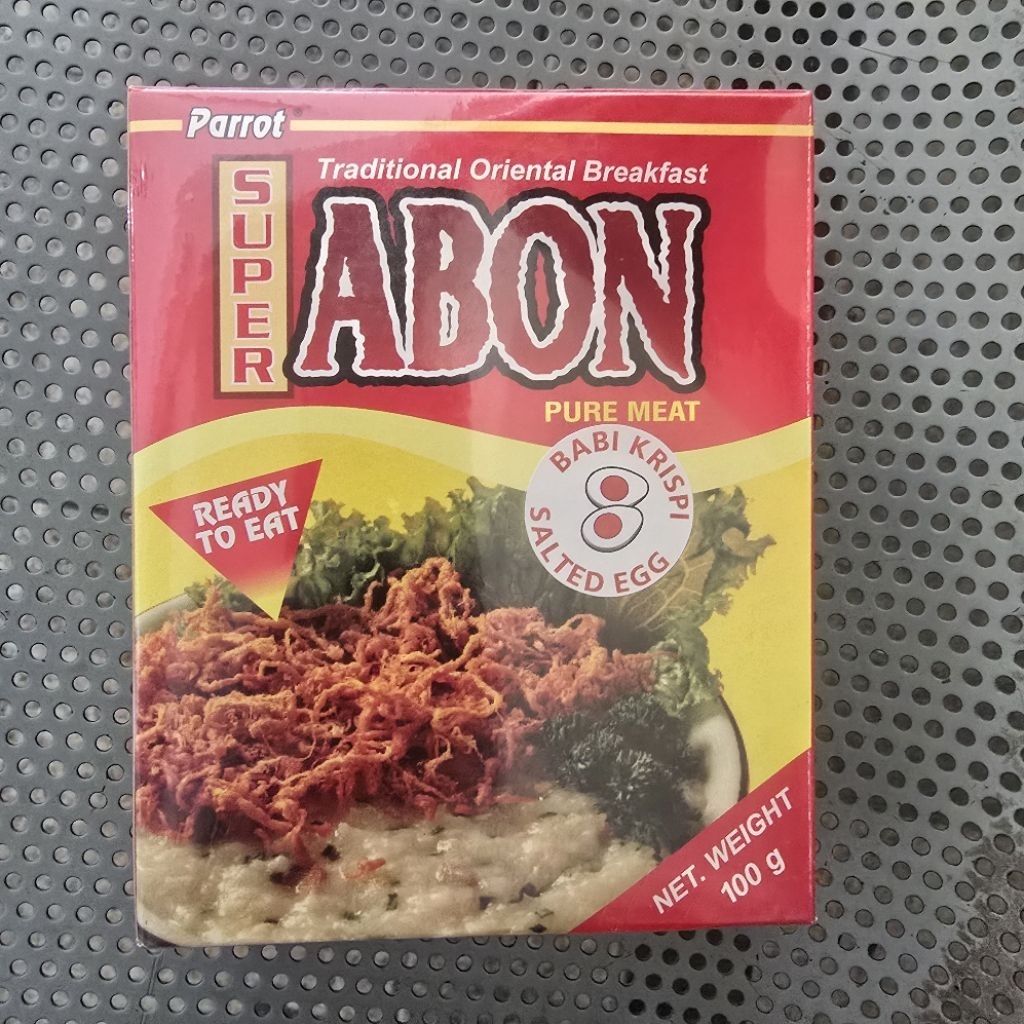 Parrot
SUPER
Traditional Oriental Breakfast
ABON
PURE MEAT
BABI KRISPI
8
SALTED EGG
READY
TO EAT
NET. WEIGHT
100 g